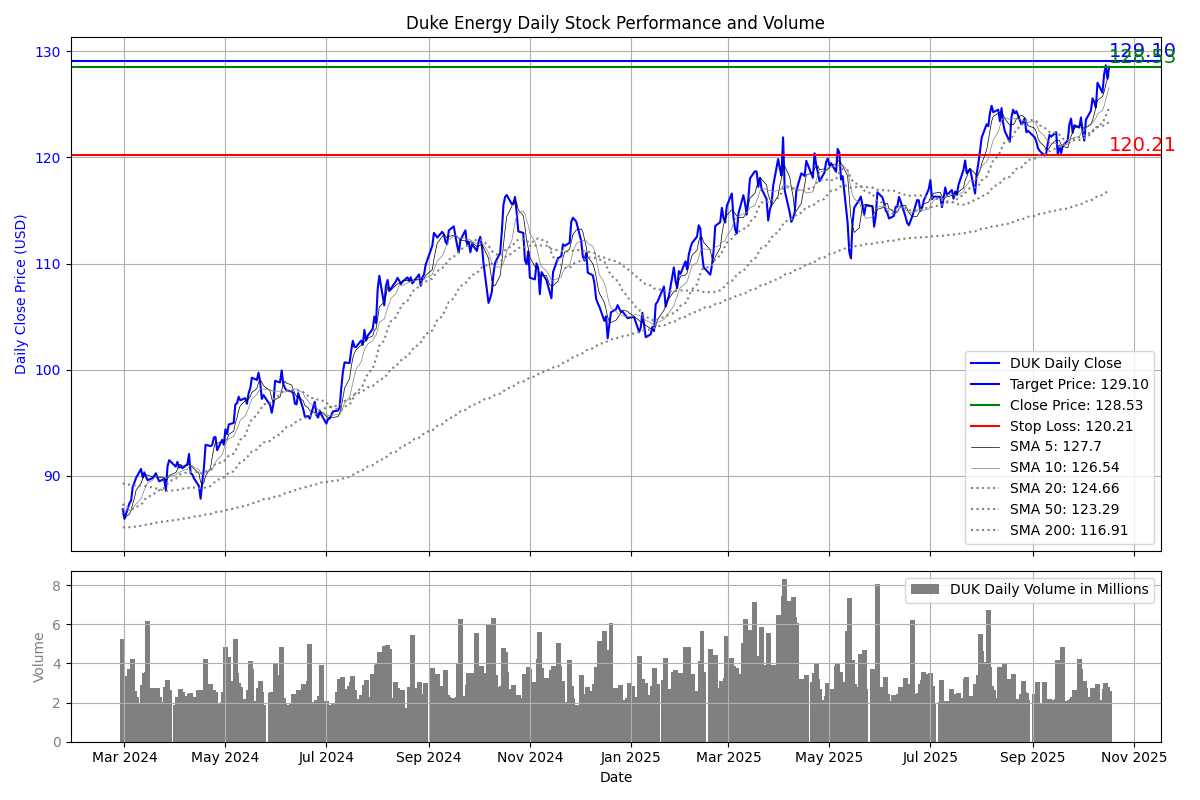 Duke Energy Daily Stock Performance and Volume
130
120
110
100
90
Daily Close Price (USD)
129.10
128.53
120.21
DUK Daily Close
Target Price: 129.10
Close Price: 128.53
Stop Loss: 120.21
SMA 5: 127.7
SMA 10: 126.54
SMA 20: 124.66
SMA 50: 123.29
SMA 200: 116.91
8
6
4
2
0
Volume
DUK Daily Volume in Millions
Mar 2024 May 2024 Jul 2024 Sep 2024 Nov 2024 Jan 2025 Mar 2025 May 2025 Jul 2025 Sep 2025 Nov 2025
Date